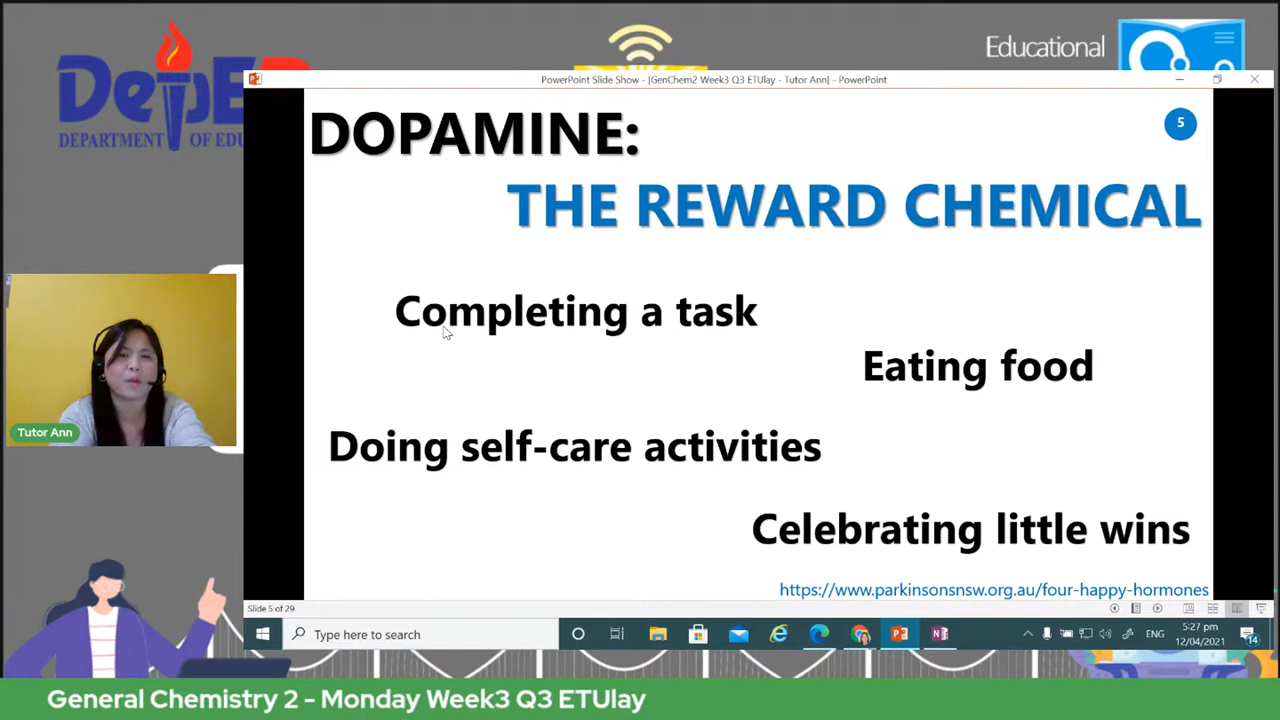 DepED
DEPARTMENT OF EDU
Educational
PowerPoint Slide Show - [GenChem2 Week3 Q3 ETUlay - Tutor Ann] - PowerPoint
DOPAMINE:
5
THE REWARD CHEMICAL
Completing a task
Eating food
Doing self-care activities
Celebrating little wins
https://www.parkinsonsnsw.org.au/four-happy-hormones
Tutor Ann
Slide 5 of 29
Type here to search
ENG
5:27 pm
12/04/2021
14
General Chemistry 2 - Monday Week3 Q3 ETUlay